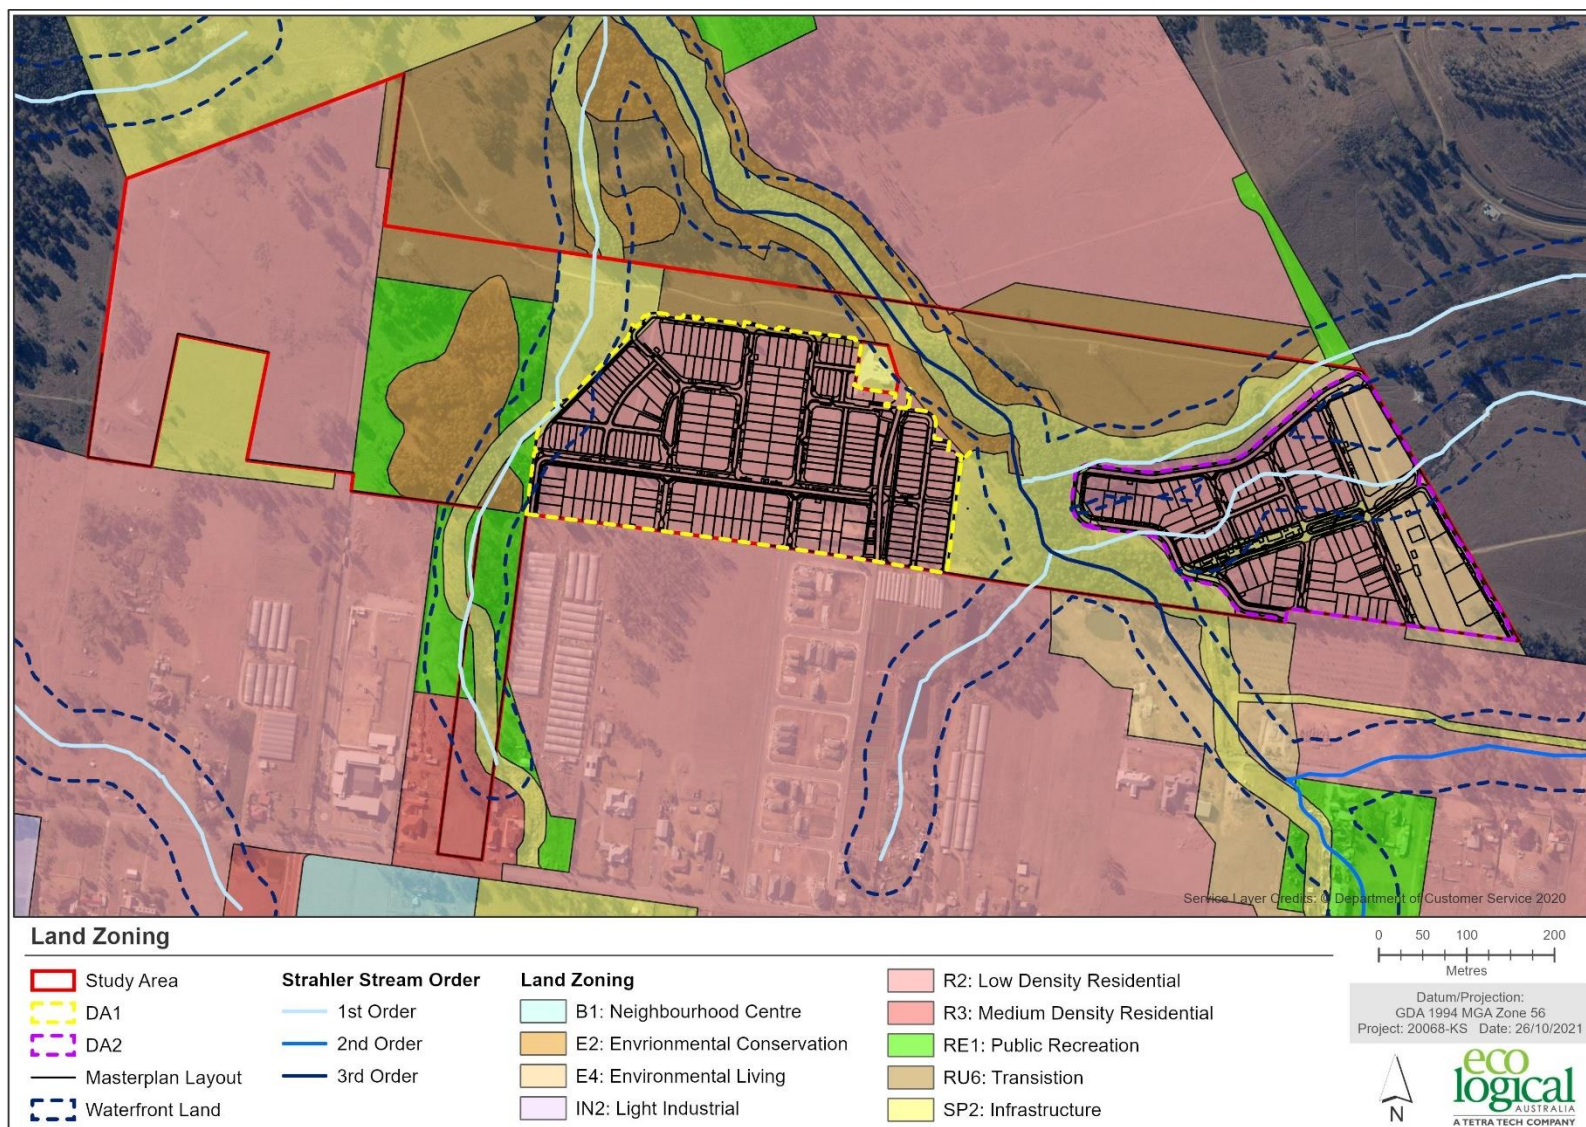 Service Layer Credits: © Department of Customer Service 2020
Land Zoning
Study Area
DA1
DA2
Masterplan Layout
Waterfront Land
Strahler Stream Order
1st Order
2nd Order
3rd Order
Land Zoning
B1: Neighbourhood Centre
E2: Envrionmental Conservation
E4: Environmental Living
IN2: Light Industrial
R2: Low Density Residential
R3: Medium Density Residential
RE1: Public Recreation
RU6: Transistion
SP2: Infrastructure
0 50 100 200
Metres
Datum/Projection:
GDA 1994 MGA Zone 56
Project: 20068-KS Date: 26/10/2021
N
eco
logical
AUSTRALIA
A TETRA TECH COMPANY